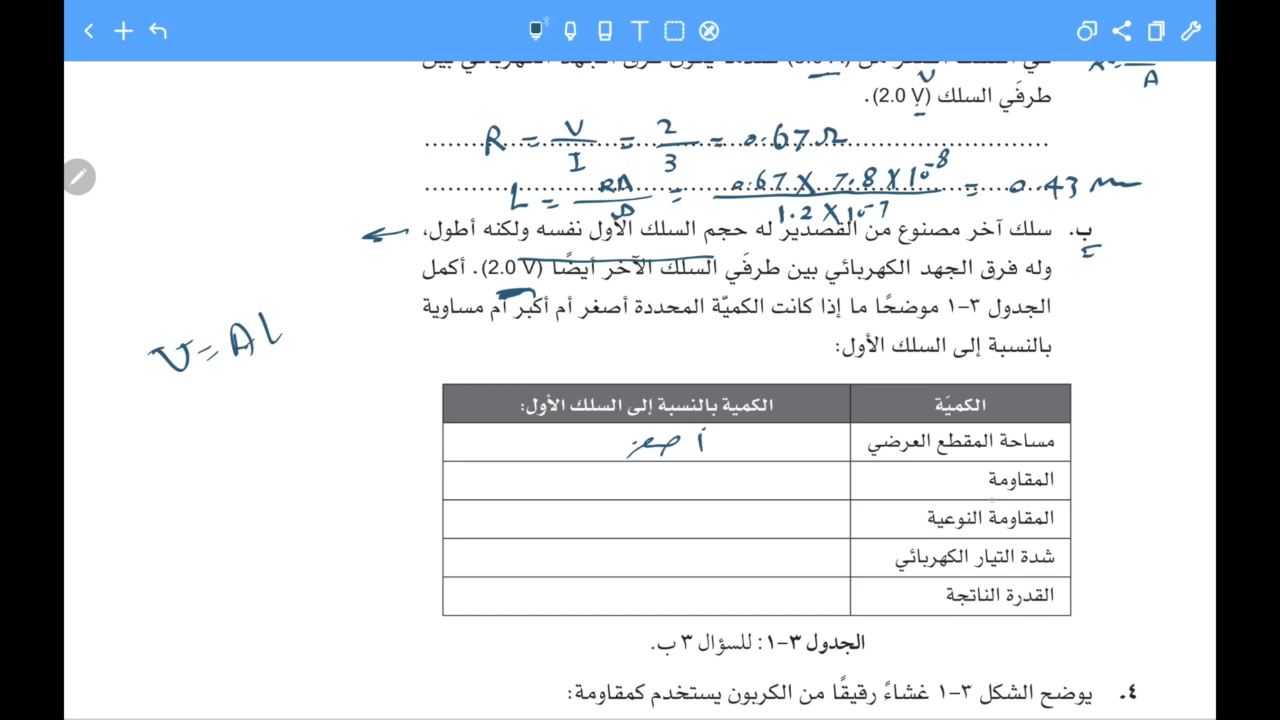 طرفَي السلك (2.0 V).
R = V/I = 2/3 = 0.67 Ω
L = RA/ρ = 0.67 X 7.8 X 10⁻⁸ / 1.2 X 10⁻⁷ = 0.43 m
ب. سلك آخر مصنوع من القصدير له حجم السلك الأول نفسه ولكنه أطول،
وله فرق الجهد الكهربائي بين طرفَي السلك الآخر أيضًا (2.0 V). أكمل
الجدول ٣-١ موضحًا ما إذا كانت الكميّة المحددة أصغر أم أكبر أم مساوية
بالنسبة إلى السلك الأول:
V = AL
الكميّة الكمية بالنسبة إلى السلك الأول:
مساحة المقطع العرضي أصغر
المقاومة
المقاومة النوعية
شدة التيار الكهربائي
القدرة الناتجة
الجدول ٣-١: للسؤال ٣ ب.
٤. يوضح الشكل ٣-١ غشاءً رقيقًا من الكربون يستخدم كمقاومة: